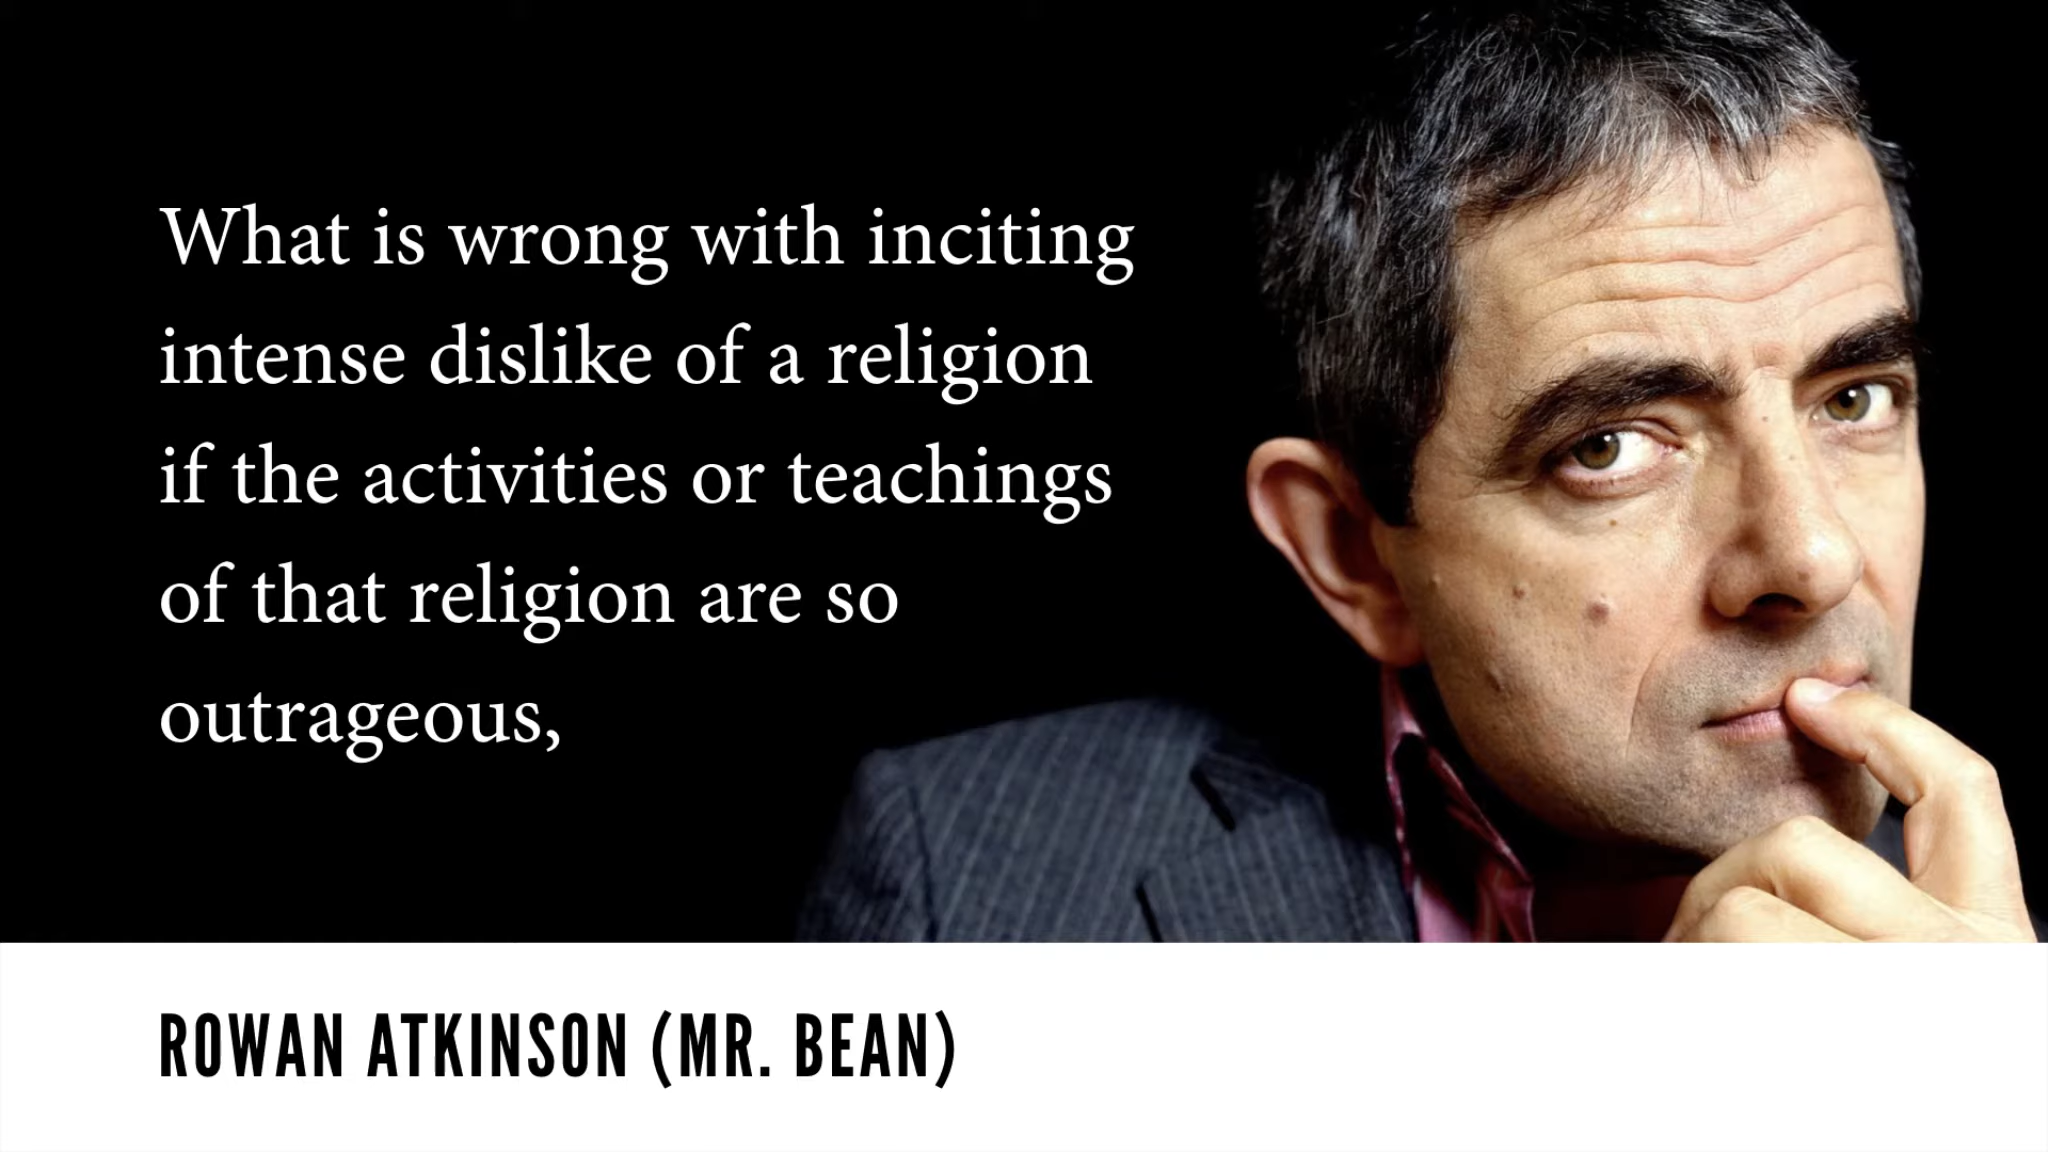 What is wrong with inciting
intense dislike of a religion
if the activities or teachings
of that religion are so
outrageous,
ROWAN ATKINSON (MR. BEAN)